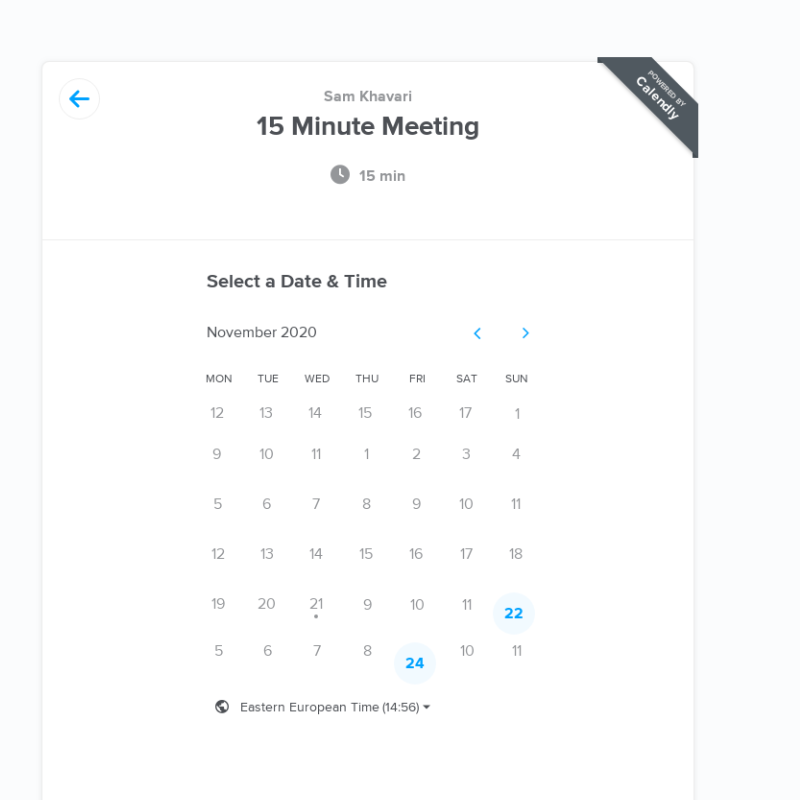 POWERED BY
Calendly
Sam Khavari
15 Minute Meeting
15 min
Select a Date & Time
November 2020
MON TUE WED THU FRI SAT SUN
12 13 14 15 16 17 1
9 10 11 1 2 3 4
5 6 7 8 9 10 11
12 13 14 15 16 17 18
19 20 21 9 10 11 22
5 6 7 8 24 10 11
Eastern European Time (14:56)